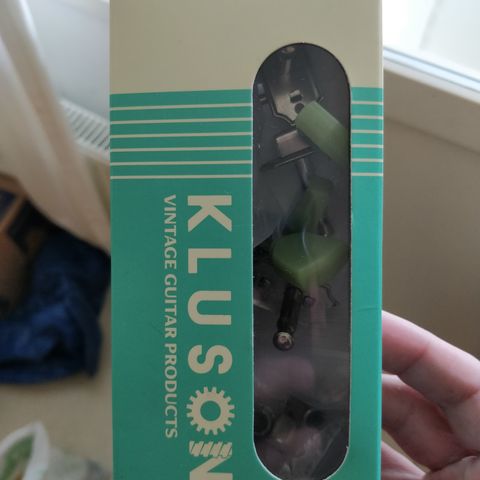 KLUSON
VINTAGE GUITAR PRODUCTS